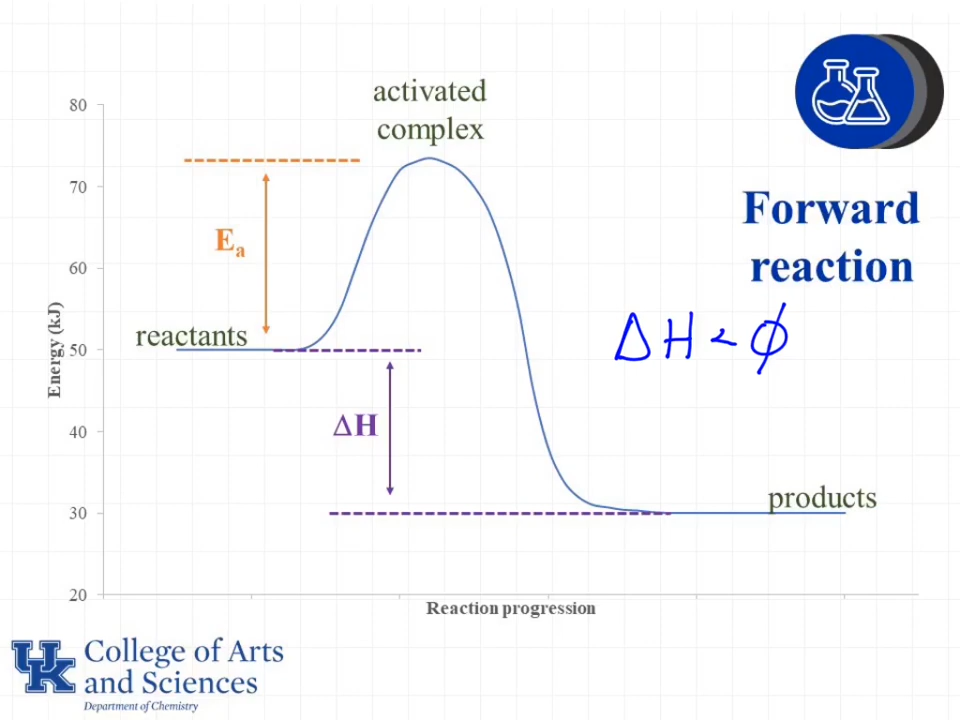 activated
complex
80
70
60
50
40
30
20
Energy (kJ)
Eₐ
reactants
ΔH
products
Reaction progression
Forward
reaction
ΔH < ϕ
UK
College of Arts
and Sciences
Department of Chemistry